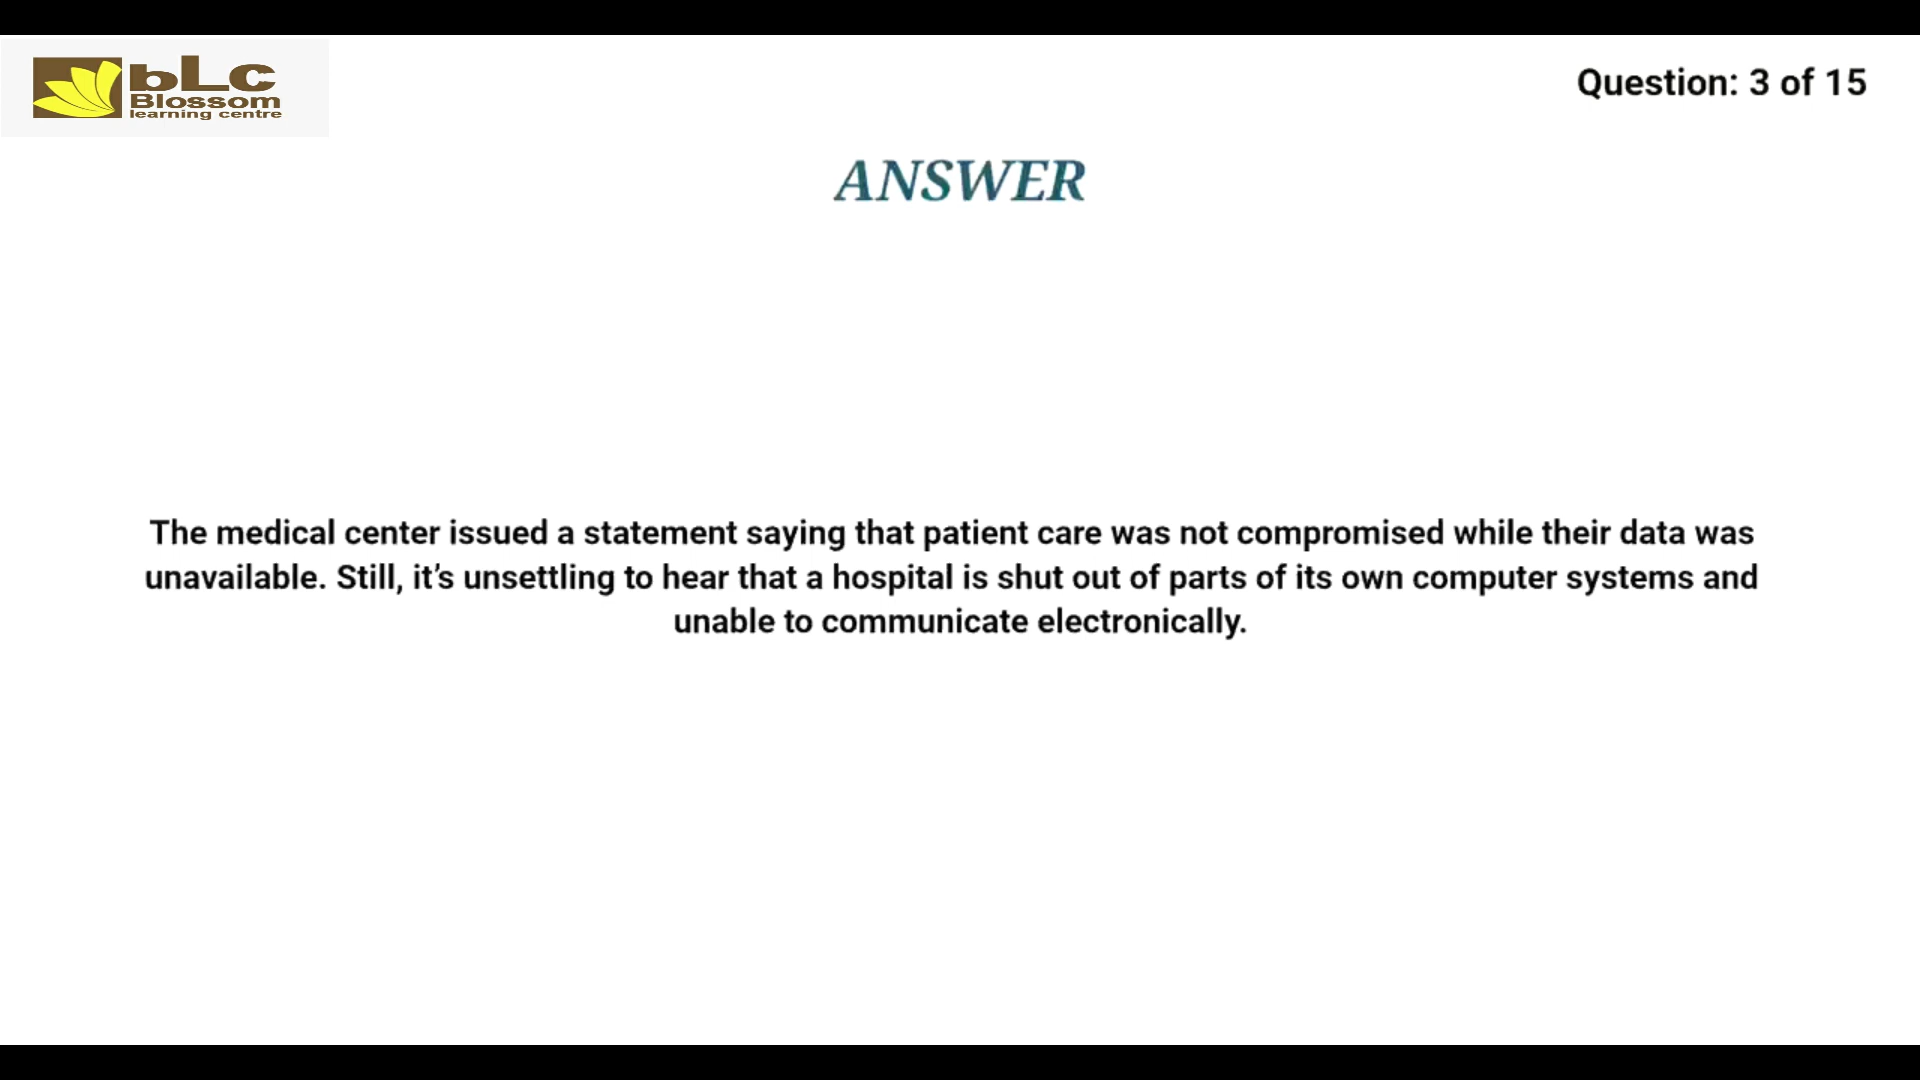 bLc
Blossom
learning centre
Question: 3 of 15
ANSWER
The medical center issued a statement saying that patient care was not compromised while their data was
unavailable. Still, it’s unsettling to hear that a hospital is shut out of parts of its own computer systems and
unable to communicate electronically.